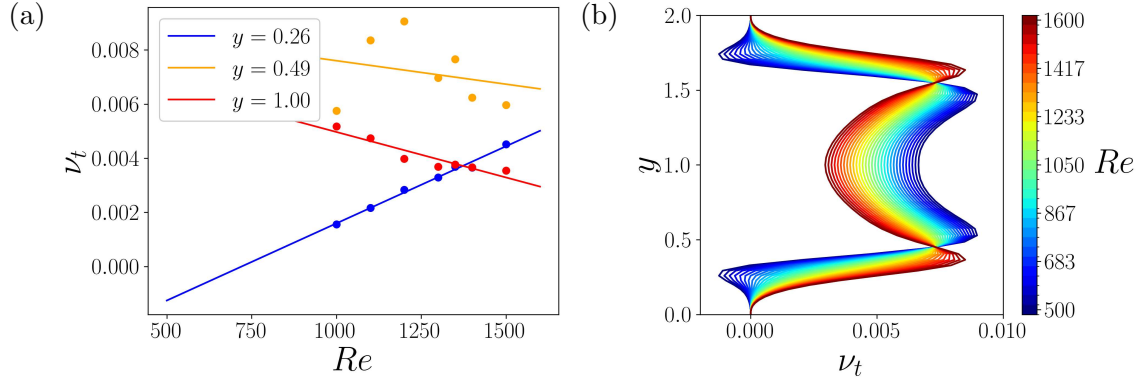 (a)
ν_t
0.008
0.006
0.004
0.002
0.000
y = 0.26
y = 0.49
y = 1.00
500 750 1000 1250 1500
Re
(b)
y
2.0
1.5
1.0
0.5
0.0
0.000 0.005 0.010
ν_t
1600
1417
1233
1050
867
683
500
Re